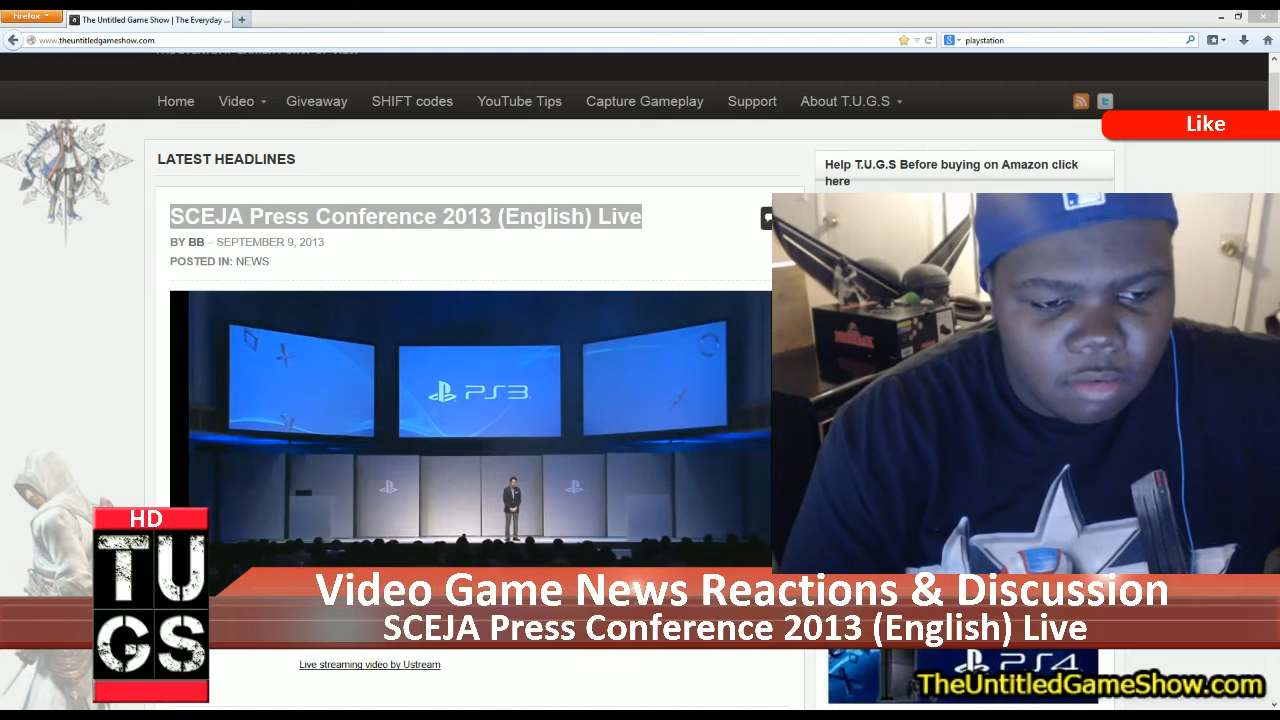 Firefox
The Untitled Game Show | The Everyday ...
www.theuntitledgameshow.com
playstation
Home
Video
Giveaway
SHIFT codes
YouTube Tips
Capture Gameplay
Support
About T.U.G.S
Like
LATEST HEADLINES
Help T.U.G.S Before buying on Amazon click
here
SCEJA Press Conference 2013 (English) Live
BY BB – SEPTEMBER 9, 2013
POSTED IN: NEWS
PS3
HD
TU
GS
Video Game News Reactions & Discussion
SCEJA Press Conference 2013 (English) Live
Live streaming video by Ustream
PS4
TheUntitledGameShow.com